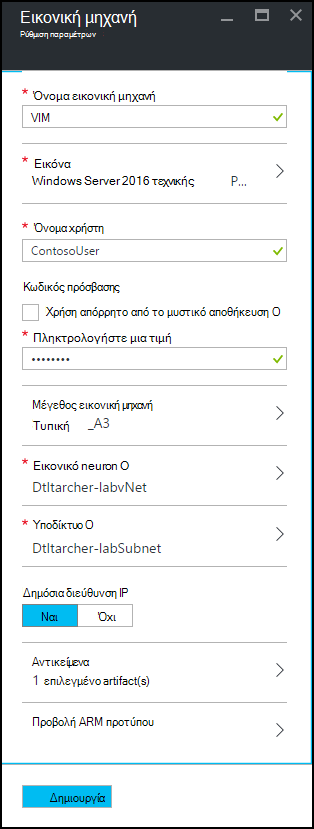 Εικονική μηχανή
Ρύθμιση παραμέτρων
* Όνομα εικονική μηχανή
VIM
* Εικόνα
Windows Server 2016 τεχνικής P...
* Όνομα χρήστη
ContosoUser
Κωδικός πρόσβασης
Χρήση απόρρητο από το μυστικό αποθήκευση Ο
* Πληκτρολογήστε μια τιμή
••••••••
Μέγεθος εικονική μηχανή
Τυπική _A3
* Εικονικό neuron Ο
Dtltarcher-labvNet
* Υποδίκτυο Ο
Dtltarcher-labSubnet
Δημόσια διεύθυνση IP
Ναι Όχι
Αντικείμενα
1 επιλεγμένο artifact(s)
Προβολή ARM προτύπου
Δημιουργία